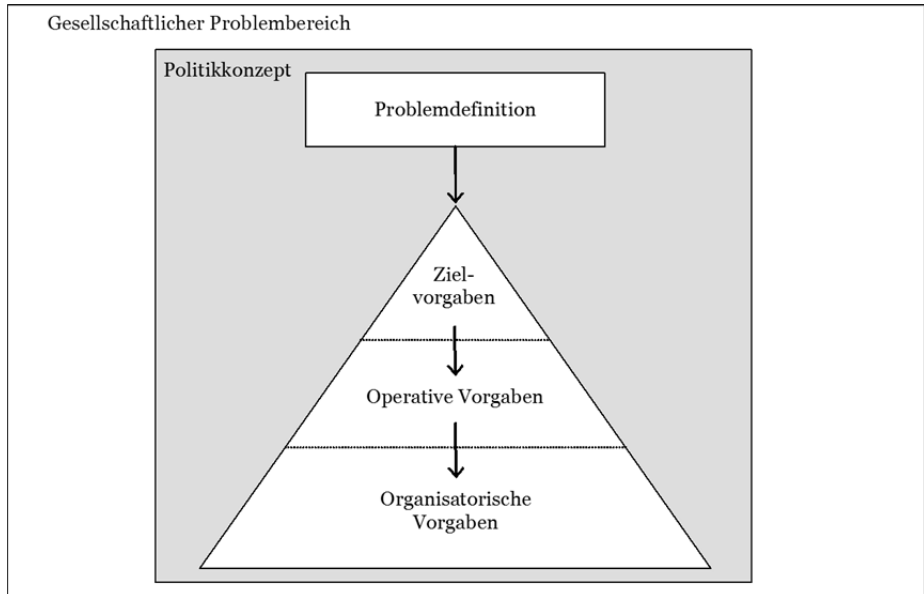 Gesellschaftlicher Problembereich
Politikkonzept
Problemdefinition
Ziel-
vorgaben
Operative Vorgaben
Organisatorische
Vorgaben